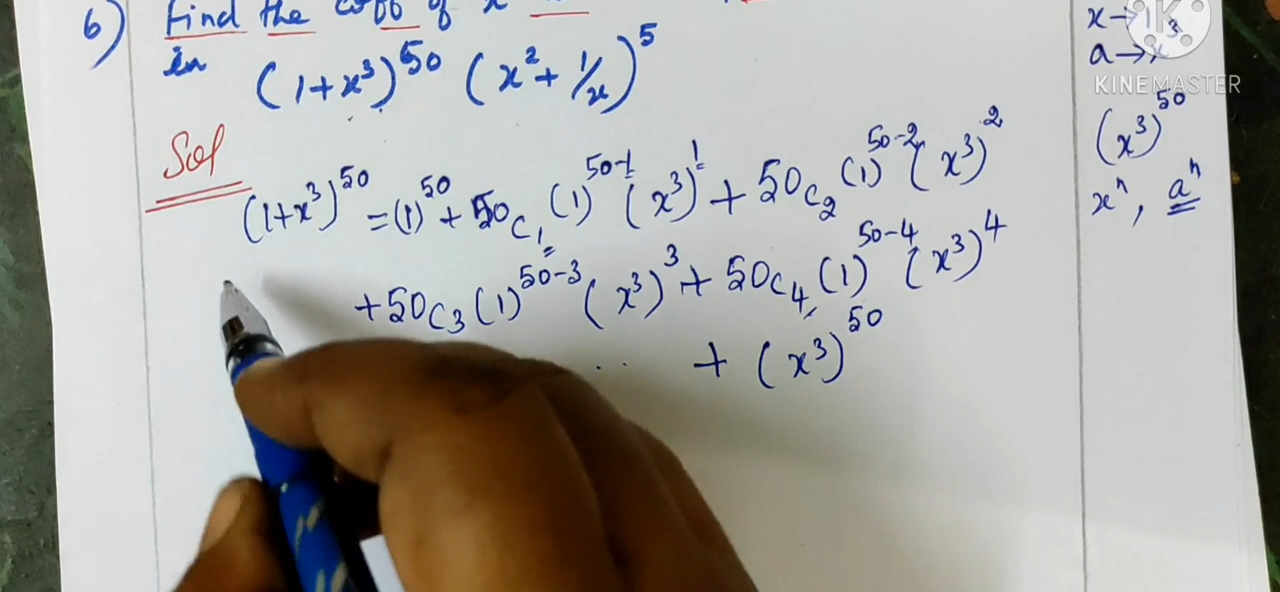 6) Find the coff of x
in (1+x³)⁵⁰ (x² + 1/x)⁵
Sol
(1+x³)⁵⁰ = (1)⁵⁰ + 50C₁ (1)⁵⁰⁻¹ (x³)¹ + 50C₂ (1)⁵⁰⁻² (x³)²
+ 50C₃ (1)⁵⁰⁻³ (x³)³ + 50C₄ (1)⁵⁰⁻⁴ (x³)⁴
.. + (x³)⁵⁰
x →
a → x³
KINEMASTER
(x³)⁵⁰
xⁿ, aⁿ